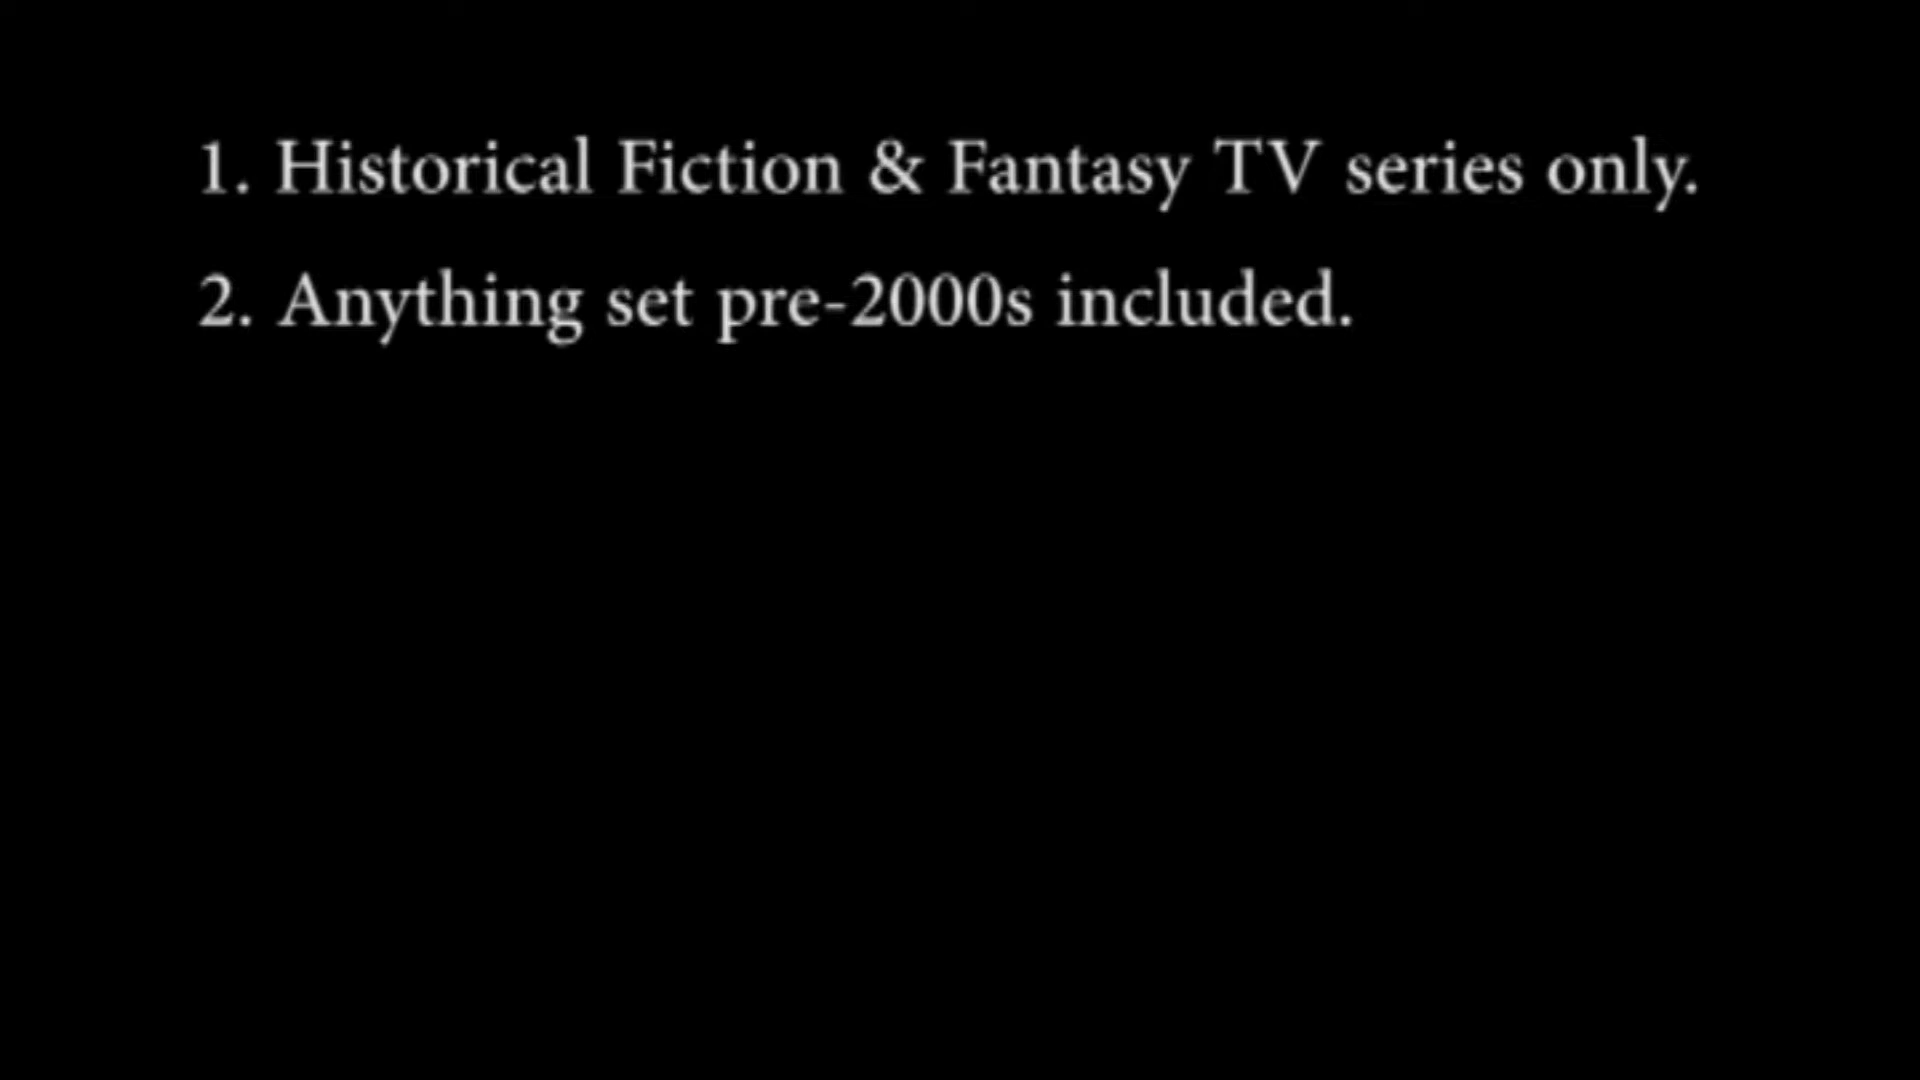 1. Historical Fiction & Fantasy TV series only.
2. Anything set pre-2000s included.